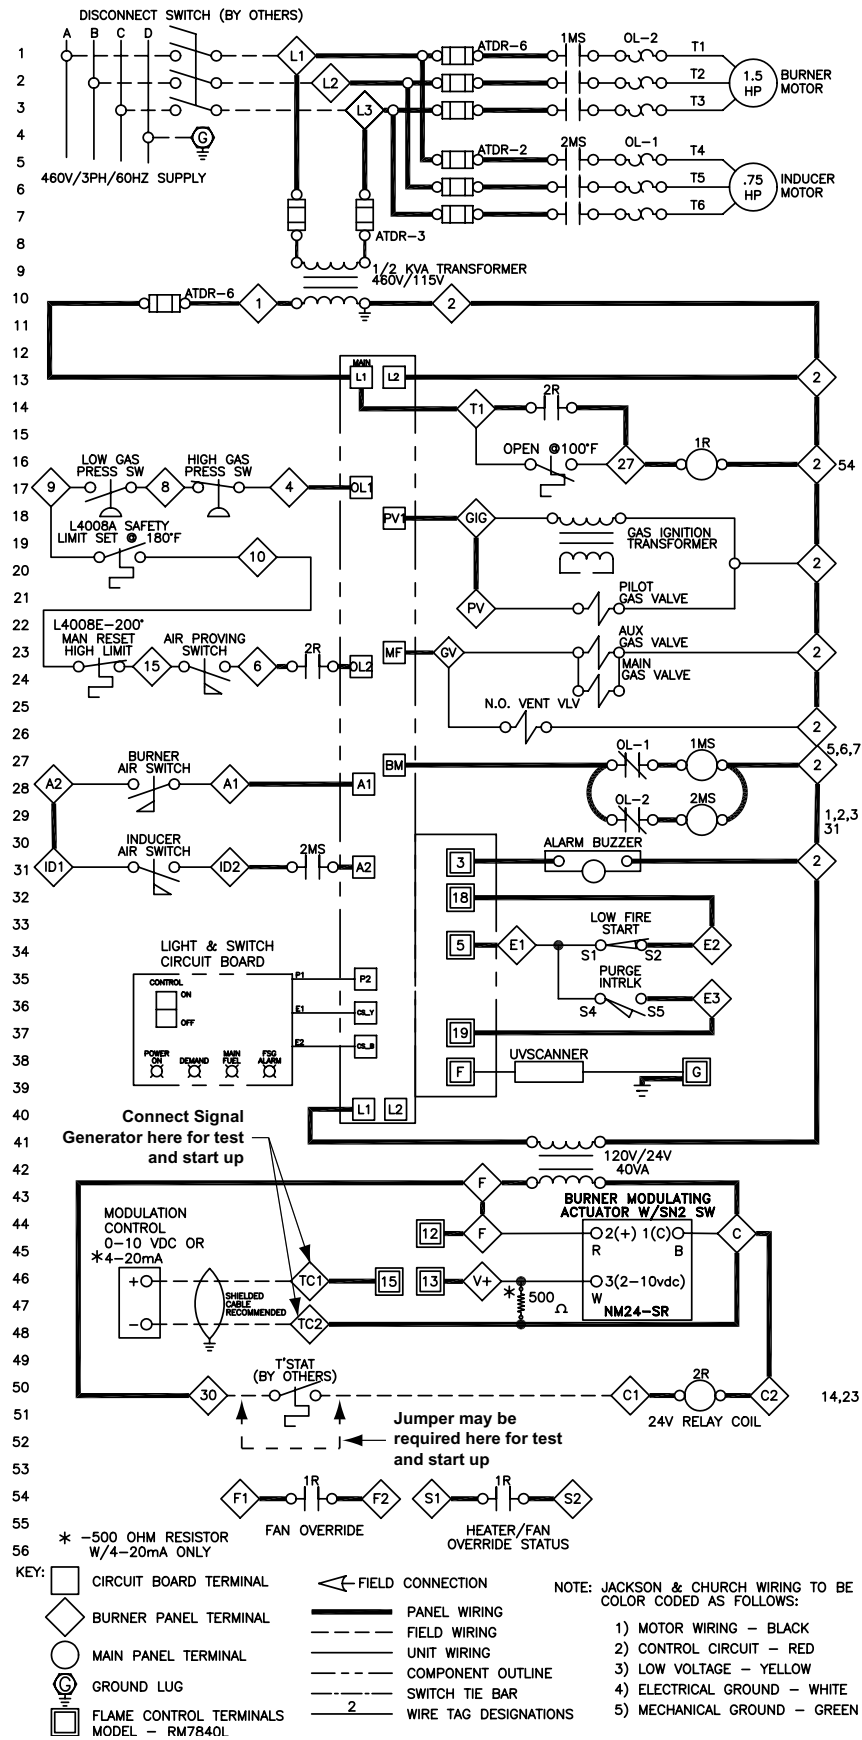 DISCONNECT SWITCH (BY OTHERS)
A B C D
1 L1 ATDR-6 1MS OL-2 T1
2 L2 T2 1.5 HP BURNER MOTOR
3 L3 T3
4 G
5 ATDR-2 2MS OL-1 T4
460V/3PH/60HZ SUPPLY
6 T5 .75 HP INDUCER MOTOR
7 T6
ATDR-3
8
9 1/2 KVA TRANSFORMER
460V/115V
10 ATDR-6 1 2
11
12
MAIN
13 L1 L2 2
14 T1 2R
15 OPEN @100°F 1R
16 LOW GAS PRESS SW HIGH GAS PRESS SW 27 2 54
17 9 8 4 OL1
18 L4008A SAFETY PV1 GIG
19 LIMIT SET @ 180°F 10 GAS IGNITION TRANSFORMER
20 2
21 PV PILOT GAS VALVE
22 L4008E-200° AUX GAS VALVE
23 MAN RESET HIGH LIMIT 15 AIR PROVING SWITCH 6 2R OL2 MF GV 2
24 MAIN GAS VALVE
25 N.O. VENT VLV
26 2
5,6,7
27 BURNER AIR SWITCH BM OL-1 1MS 2
28 A2 A1 A1
29 OL-2 2MS 1,2,3
31
30 INDUCER AIR SWITCH 2MS ALARM BUZZER
31 ID1 ID2 A2 3 2
32 18
33 LOW FIRE START
34 LIGHT & SWITCH CIRCUIT BOARD 5 E1 S1 S2 E2
35 P1 P2 PURGE INTRLK
CONTROL
ON
OFF
36 E1 CS_Y S4 S5 E3
37 E2 CS_B 19
38 POWER ON DEMAND MAIN FUEL FSG ALARM UVSCANNER
39 F G
40 L1 L2
Connect Signal
Generator here for test
and start up
41 120V/24V
40VA
42
43 F BURNER MODULATING
MODULATION CONTROL ACTUATOR W/SN2 SW
44 0-10 VDC OR 12 F 2(+) 1(C) C
45 *4-20mA R B
46 + TC1 15 13 V+ 3(2-10vdc)
47 SHIELDED CABLE RECOMMENDED * 500 Ω W NM24-SR
48 - TC2
49 T'STAT
(BY OTHERS)
50 30 C1 2R C2 14,23
51 24V RELAY COIL
52 Jumper may be
required here for test
and start up
53
54 F1 1R F2 S1 1R S2
55 FAN OVERRIDE HEATER/FAN
OVERRIDE STATUS
56
* -500 OHM RESISTOR
W/4-20mA ONLY
KEY:
CIRCUIT BOARD TERMINAL
BURNER PANEL TERMINAL
MAIN PANEL TERMINAL
G GROUND LUG
FLAME CONTROL TERMINALS
MODEL - RM7840L
FIELD CONNECTION
PANEL WIRING
FIELD WIRING
UNIT WIRING
COMPONENT OUTLINE
SWITCH TIE BAR
2 WIRE TAG DESIGNATIONS
NOTE: JACKSON & CHURCH WIRING TO BE
COLOR CODED AS FOLLOWS:
1) MOTOR WIRING - BLACK
2) CONTROL CIRCUIT - RED
3) LOW VOLTAGE - YELLOW
4) ELECTRICAL GROUND - WHITE
5) MECHANICAL GROUND - GREEN